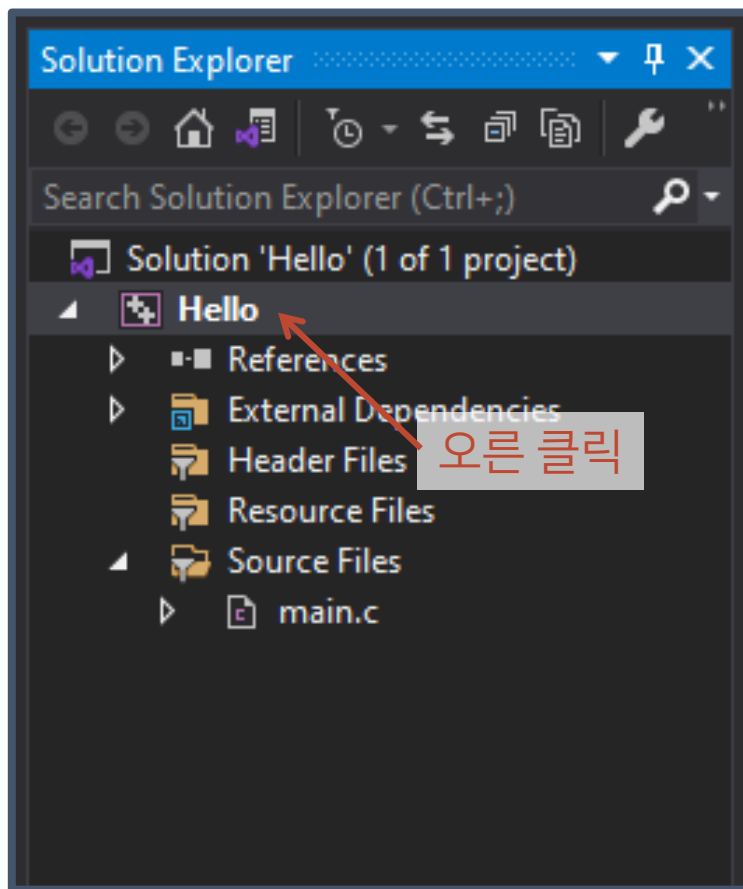 Solution Explorer
Search Solution Explorer (Ctrl+;)
Solution 'Hello' (1 of 1 project)
Hello
References
External Dependencies
Header Files
오른 클릭
Resource Files
Source Files
main.c